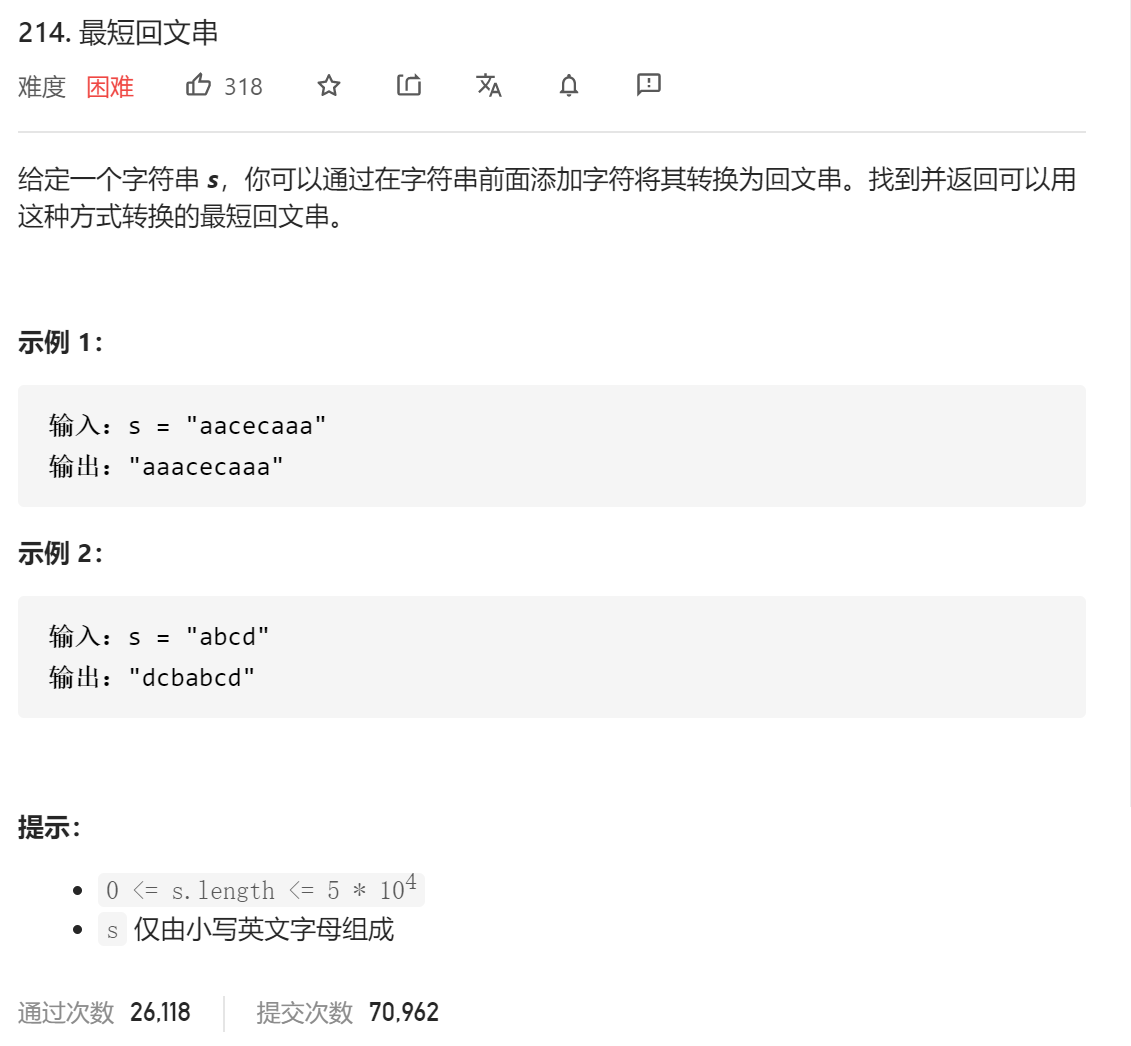 214. 最短回文串
难度 困难 318
给定一个字符串 s，你可以通过在字符串前面添加字符将其转换为回文串。找到并返回可以用
这种方式转换的最短回文串。
示例 1：
输入：s = "aacecaaa"
输出："aaacecaaa"
示例 2：
输入：s = "abcd"
输出："dcbabcd"
提示：
0 <= s.length <= 5 * 10⁴
s 仅由小写英文字母组成
通过次数 26,118 提交次数 70,962